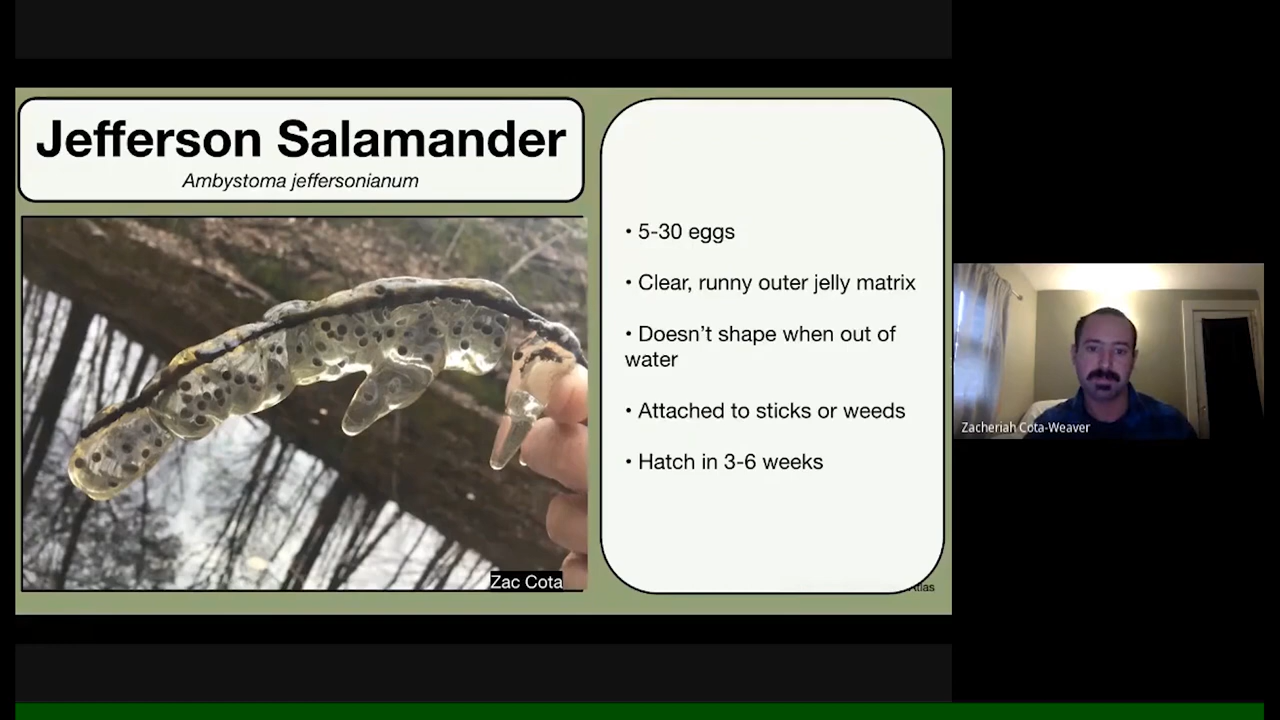 Jefferson Salamander
Ambystoma jeffersonianum
• 5-30 eggs
• Clear, runny outer jelly matrix
• Doesn’t shape when out of
water
• Attached to sticks or weeds
• Hatch in 3-6 weeks
Zac Cota
Atlas
Zacheriah Cota-Weaver